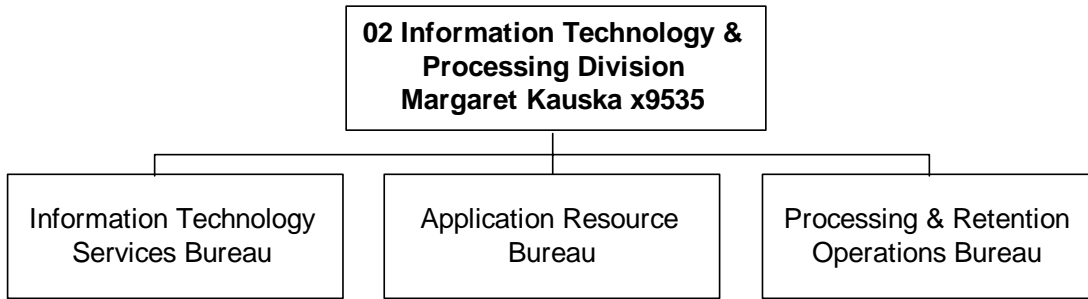 02 Information Technology &
Processing Division
Margaret Kauska x9535
Information Technology
Services Bureau
Application Resource
Bureau
Processing & Retention
Operations Bureau